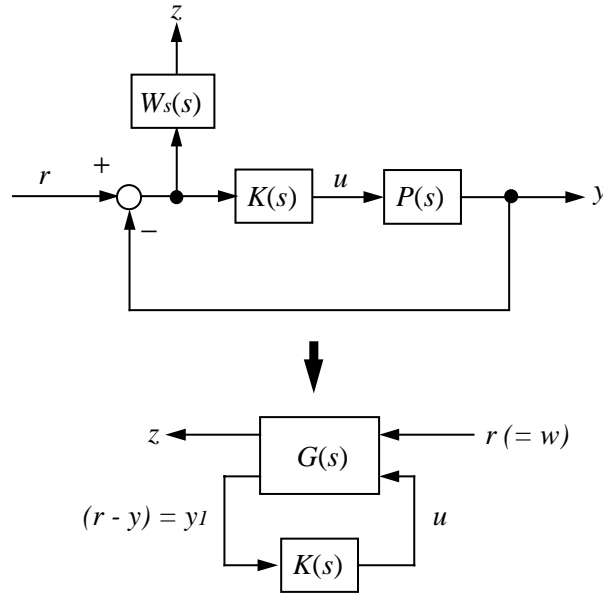 z
Ws(s)
+
r
K(s)
u
P(s)
y
−
z
G(s)
r (= w)
(r - y) = y1
u
K(s)